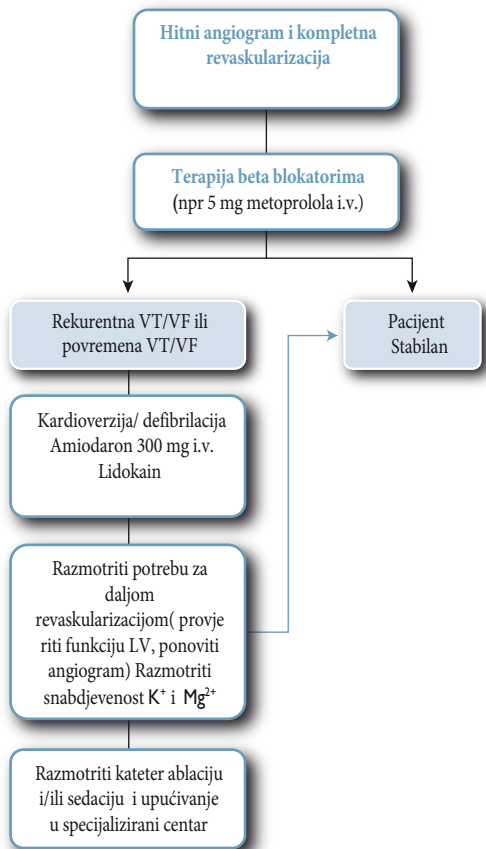 Hitni angiogram i kompletna
revaskularizacija
Terapija beta blokatorima
(npr 5 mg metoprolola i.v.)
Rekurentna VT/VF ili
povremena VT/VF
Pacijent
Stabilan
Kardioverzija/ defibrilacija
Amiodaron 300 mg i.v.
Lidokain
Razmotriti potrebu za
daljom
revaskularizacijom( provje
riti funkciju LV, ponoviti
angiogram) Razmotriti
snabdjevenost K⁺ i Mg²⁺
Razmotriti kateter ablaciju
i/ili sedaciju i upućivanje
u specijalizirani centar